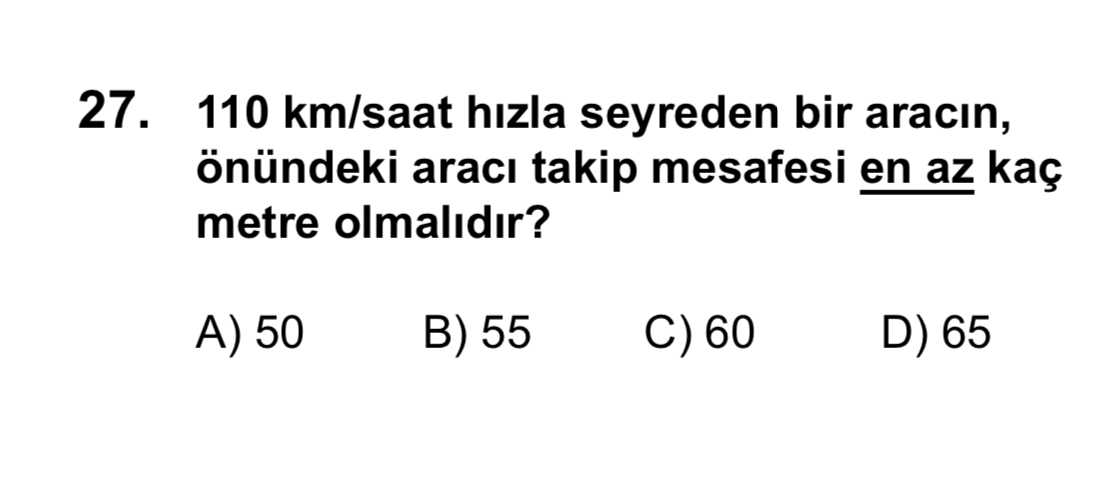 27. 110 km/saat hızla seyreden bir aracın,
önündeki aracı takip mesafesi en az kaç
metre olmalıdır?
A) 50 B) 55 C) 60 D) 65